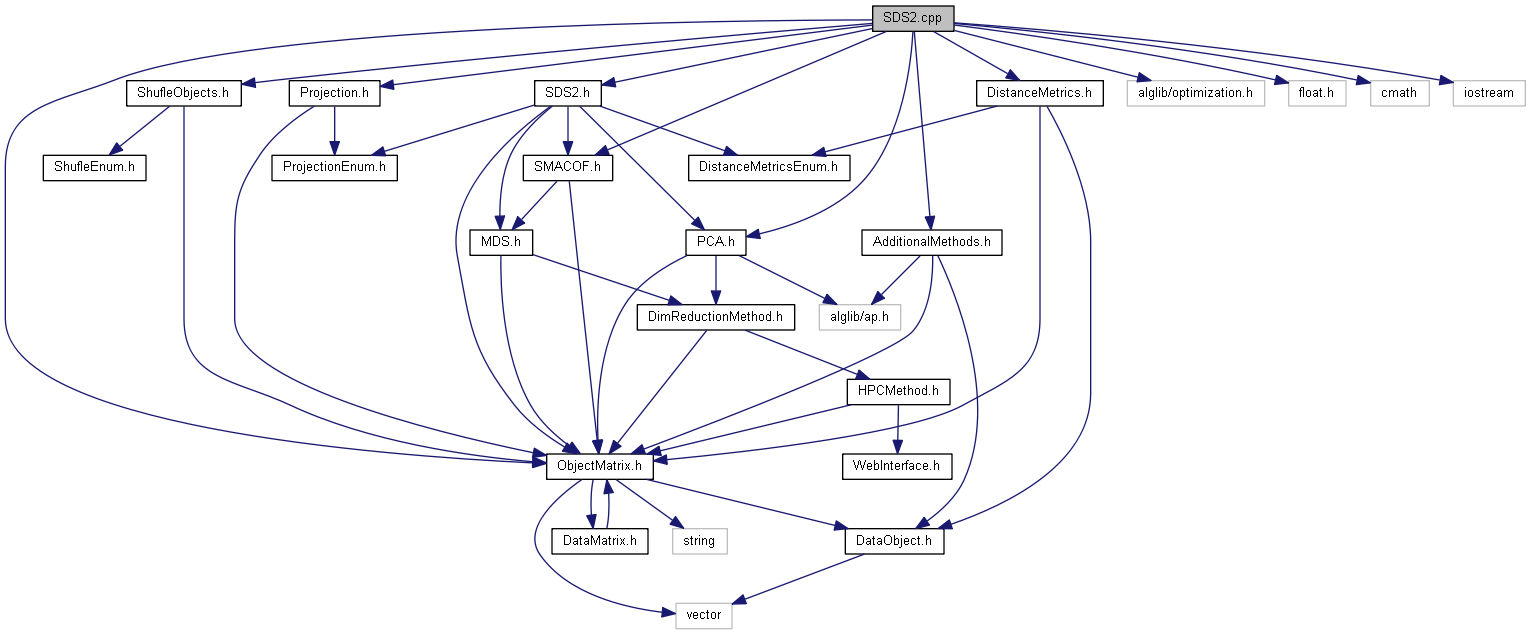 SDS2.cpp
ShufleObjects.h
Projection.h
SDS2.h
DistanceMetrics.h
alglib/optimization.h
float.h
cmath
iostream
ShufleEnum.h
ProjectionEnum.h
SMACOF.h
DistanceMetricsEnum.h
MDS.h
PCA.h
AdditionalMethods.h
DimReductionMethod.h
alglib/ap.h
HPCMethod.h
ObjectMatrix.h
WebInterface.h
DataMatrix.h
string
DataObject.h
vector